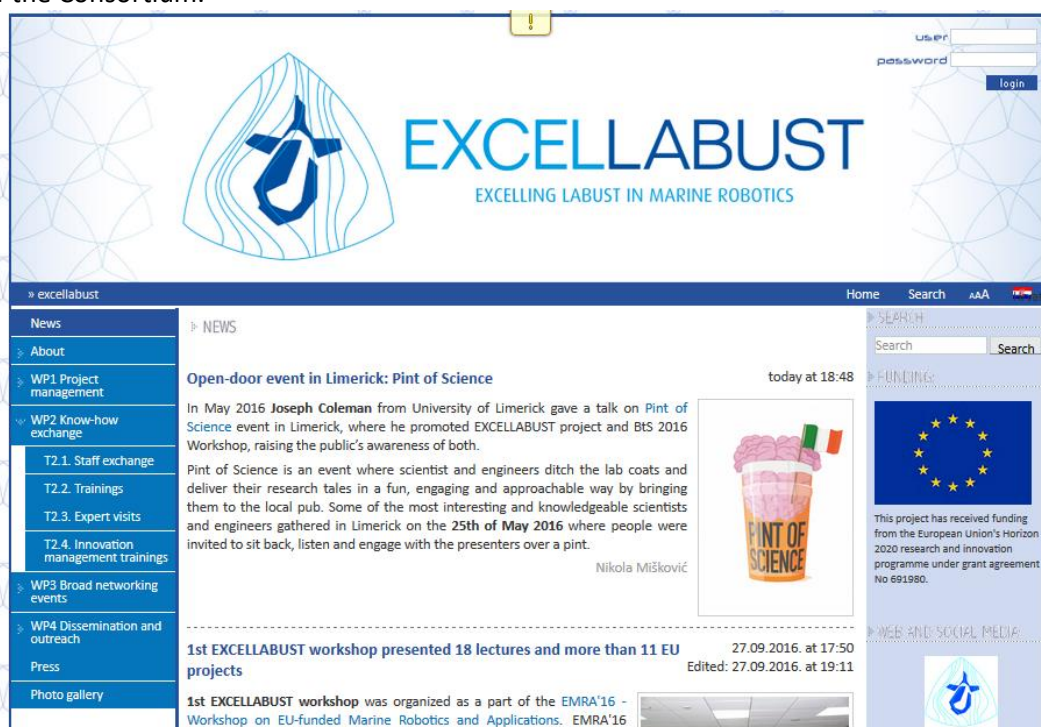 the Consortium.
!
user
password
login
EXCELLABUST
EXCELLING LABUST IN MARINE ROBOTICS
» excellabust
Home Search AAA
News
About
WP1 Project
management
WP2 Know-how
exchange
T2.1. Staff exchange
T2.2. Trainings
T2.3. Expert visits
T2.4. Innovation
management trainings
WP3 Broad networking
events
WP4 Dissemination and
outreach
Press
Photo gallery
NEWS
Open-door event in Limerick: Pint of Science
today at 18:48
In May 2016 Joseph Coleman from University of Limerick gave a talk on Pint of
Science event in Limerick, where he promoted EXCELLABUST project and BtS 2016
Workshop, raising the public's awareness of both.
Pint of Science is an event where scientist and engineers ditch the lab coats and
deliver their research tales in a fun, engaging and approachable way by bringing
them to the local pub. Some of the most interesting and knowledgeable scientists
and engineers gathered in Limerick on the 25th of May 2016 where people were
invited to sit back, listen and engage with the presenters over a pint.
Nikola Mišković
PINT OF
SCIENCE
1st EXCELLABUST workshop presented 18 lectures and more than 11 EU
projects
27.09.2016. at 17:50
Edited: 27.09.2016. at 19:11
1st EXCELLABUST workshop was organized as a part of the EMRA'16 -
Workshop on EU-funded Marine Robotics and Applications. EMRA'16
SEARCH
Search
Search
FUNDING
This project has received funding
from the European Union's Horizon
2020 research and innovation
programme under grant agreement
No 691980.
WEB AND SOCIAL MEDIA